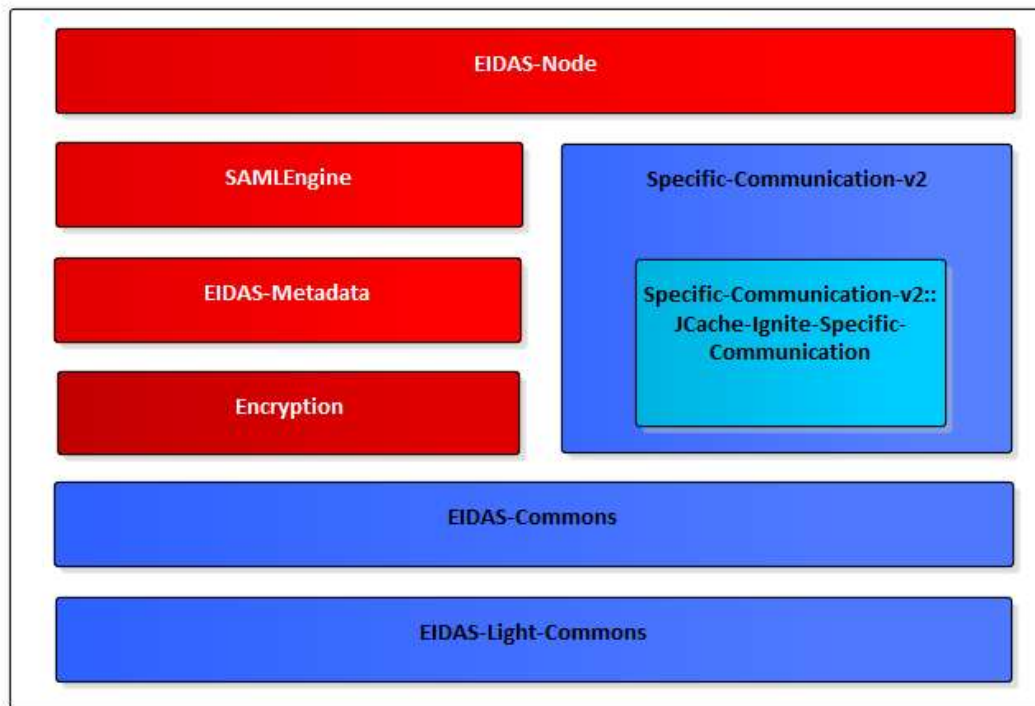 EIDAS-Node
SAMLEngine
EIDAS-Metadata
Encryption
Specific-Communication-v2
Specific-Communication-v2::
JCache-Ignite-Specific-
Communication
EIDAS-Commons
EIDAS-Light-Commons